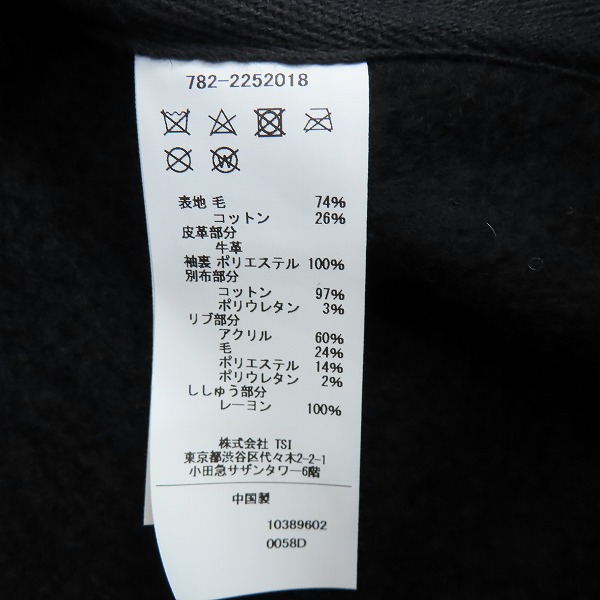 782-2252018
W
表地 毛 74%
コットン 26%
皮革部分
牛革
袖裏 ポリエステル 100%
別布部分
コットン 97%
ポリウレタン 3%
リブ部分
アクリル 60%
毛 24%
ポリエステル 14%
ポリウレタン 2%
ししゅう部分
レーヨン 100%
株式会社 TSI
東京都渋谷区代々木2-2-1
小田急サザンタワー6階
中国製
10389602
0058D